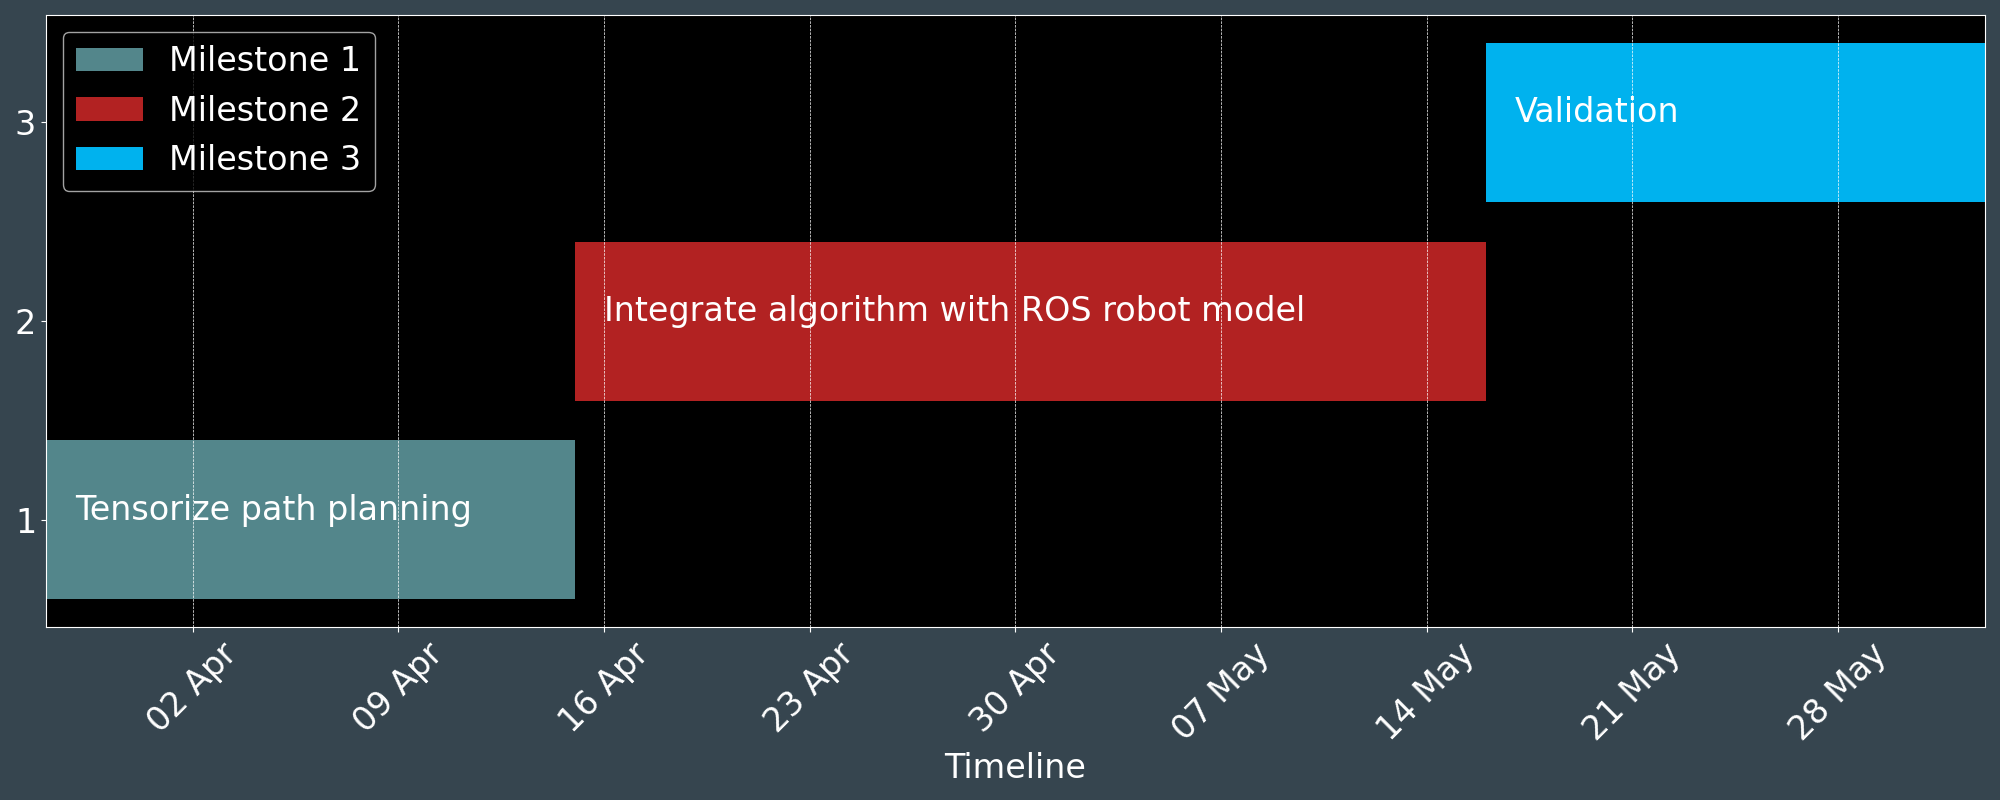 Milestone 1
Milestone 2
Milestone 3
3
Validation
2
Integrate algorithm with ROS robot model
1
Tensorize path planning
02 Apr
09 Apr
16 Apr
23 Apr
30 Apr
07 May
14 May
21 May
28 May
Timeline